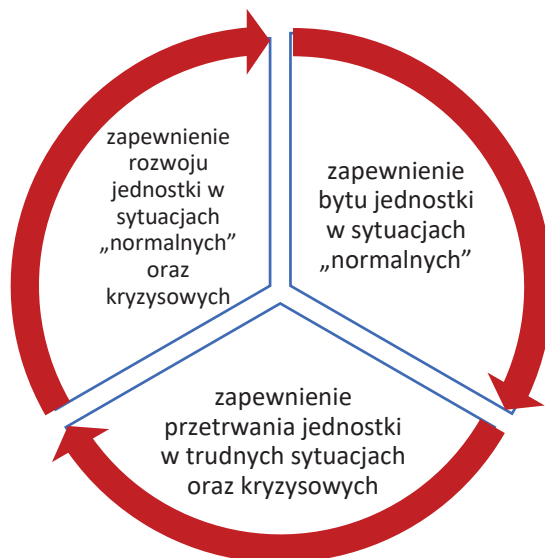 zapewnienie
rozwoju
jednostki w
sytuacjach
„normalnych”
oraz
kryzysowych
zapewnienie
bytu jednostki
w sytuacjach
„normalnych”
zapewnienie
przetrwania jednostki
w trudnych sytuacjach
oraz kryzysowych